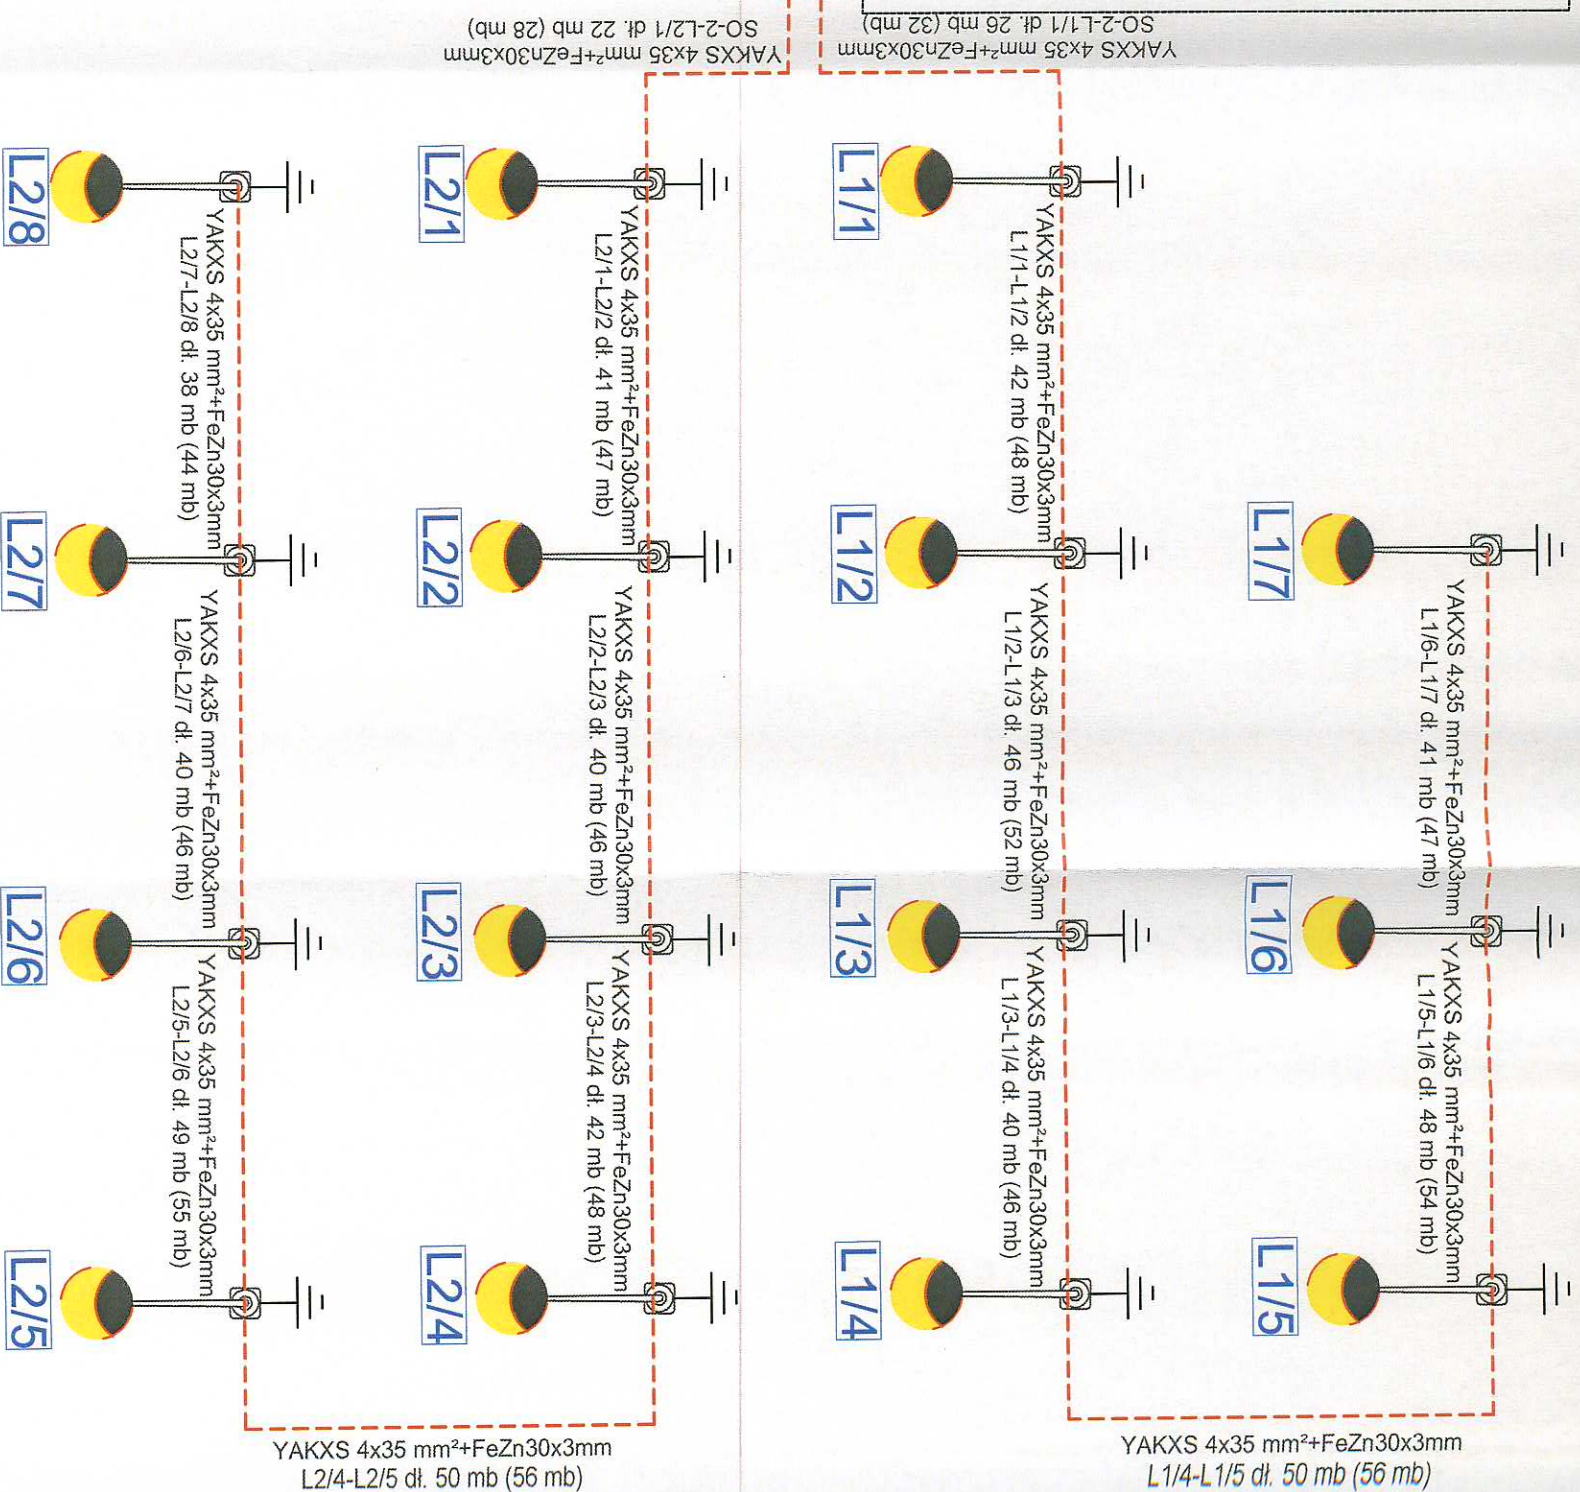 YAKXS 4x35 mm²+FeZn30x3mm
SO-2-L2/1 dł. 22 mb (28 mb)
YAKXS 4x35 mm²+FeZn30x3mm
SO-2-L1/1 dł. 26 mb (32 mb)
L1/7
YAKXS 4x35 mm²+FeZn30x3mm
L1/6-L1/7 dł. 41 mb (47 mb)
L1/6
YAKXS 4x35 mm²+FeZn30x3mm
L1/5-L1/6 dł. 48 mb (54 mb)
L1/5
L1/1
YAKXS 4x35 mm²+FeZn30x3mm
L1/1-L1/2 dł. 42 mb (48 mb)
L1/2
YAKXS 4x35 mm²+FeZn30x3mm
L1/2-L1/3 dł. 46 mb (52 mb)
L1/3
YAKXS 4x35 mm²+FeZn30x3mm
L1/3-L1/4 dł. 40 mb (46 mb)
L1/4
L2/1
YAKXS 4x35 mm²+FeZn30x3mm
L2/1-L2/2 dł. 41 mb (47 mb)
L2/2
YAKXS 4x35 mm²+FeZn30x3mm
L2/2-L2/3 dł. 40 mb (46 mb)
L2/3
YAKXS 4x35 mm²+FeZn30x3mm
L2/3-L2/4 dł. 42 mb (48 mb)
L2/4
L2/8
YAKXS 4x35 mm²+FeZn30x3mm
L2/7-L2/8 dł. 38 mb (44 mb)
L2/7
YAKXS 4x35 mm²+FeZn30x3mm
L2/6-L2/7 dł. 40 mb (46 mb)
L2/6
YAKXS 4x35 mm²+FeZn30x3mm
L2/5-L2/6 dł. 49 mb (55 mb)
L2/5
YAKXS 4x35 mm²+FeZn30x3mm
L2/4-L2/5 dł. 50 mb (56 mb)
YAKXS 4x35 mm²+FeZn30x3mm
L1/4-L1/5 dł. 50 mb (56 mb)